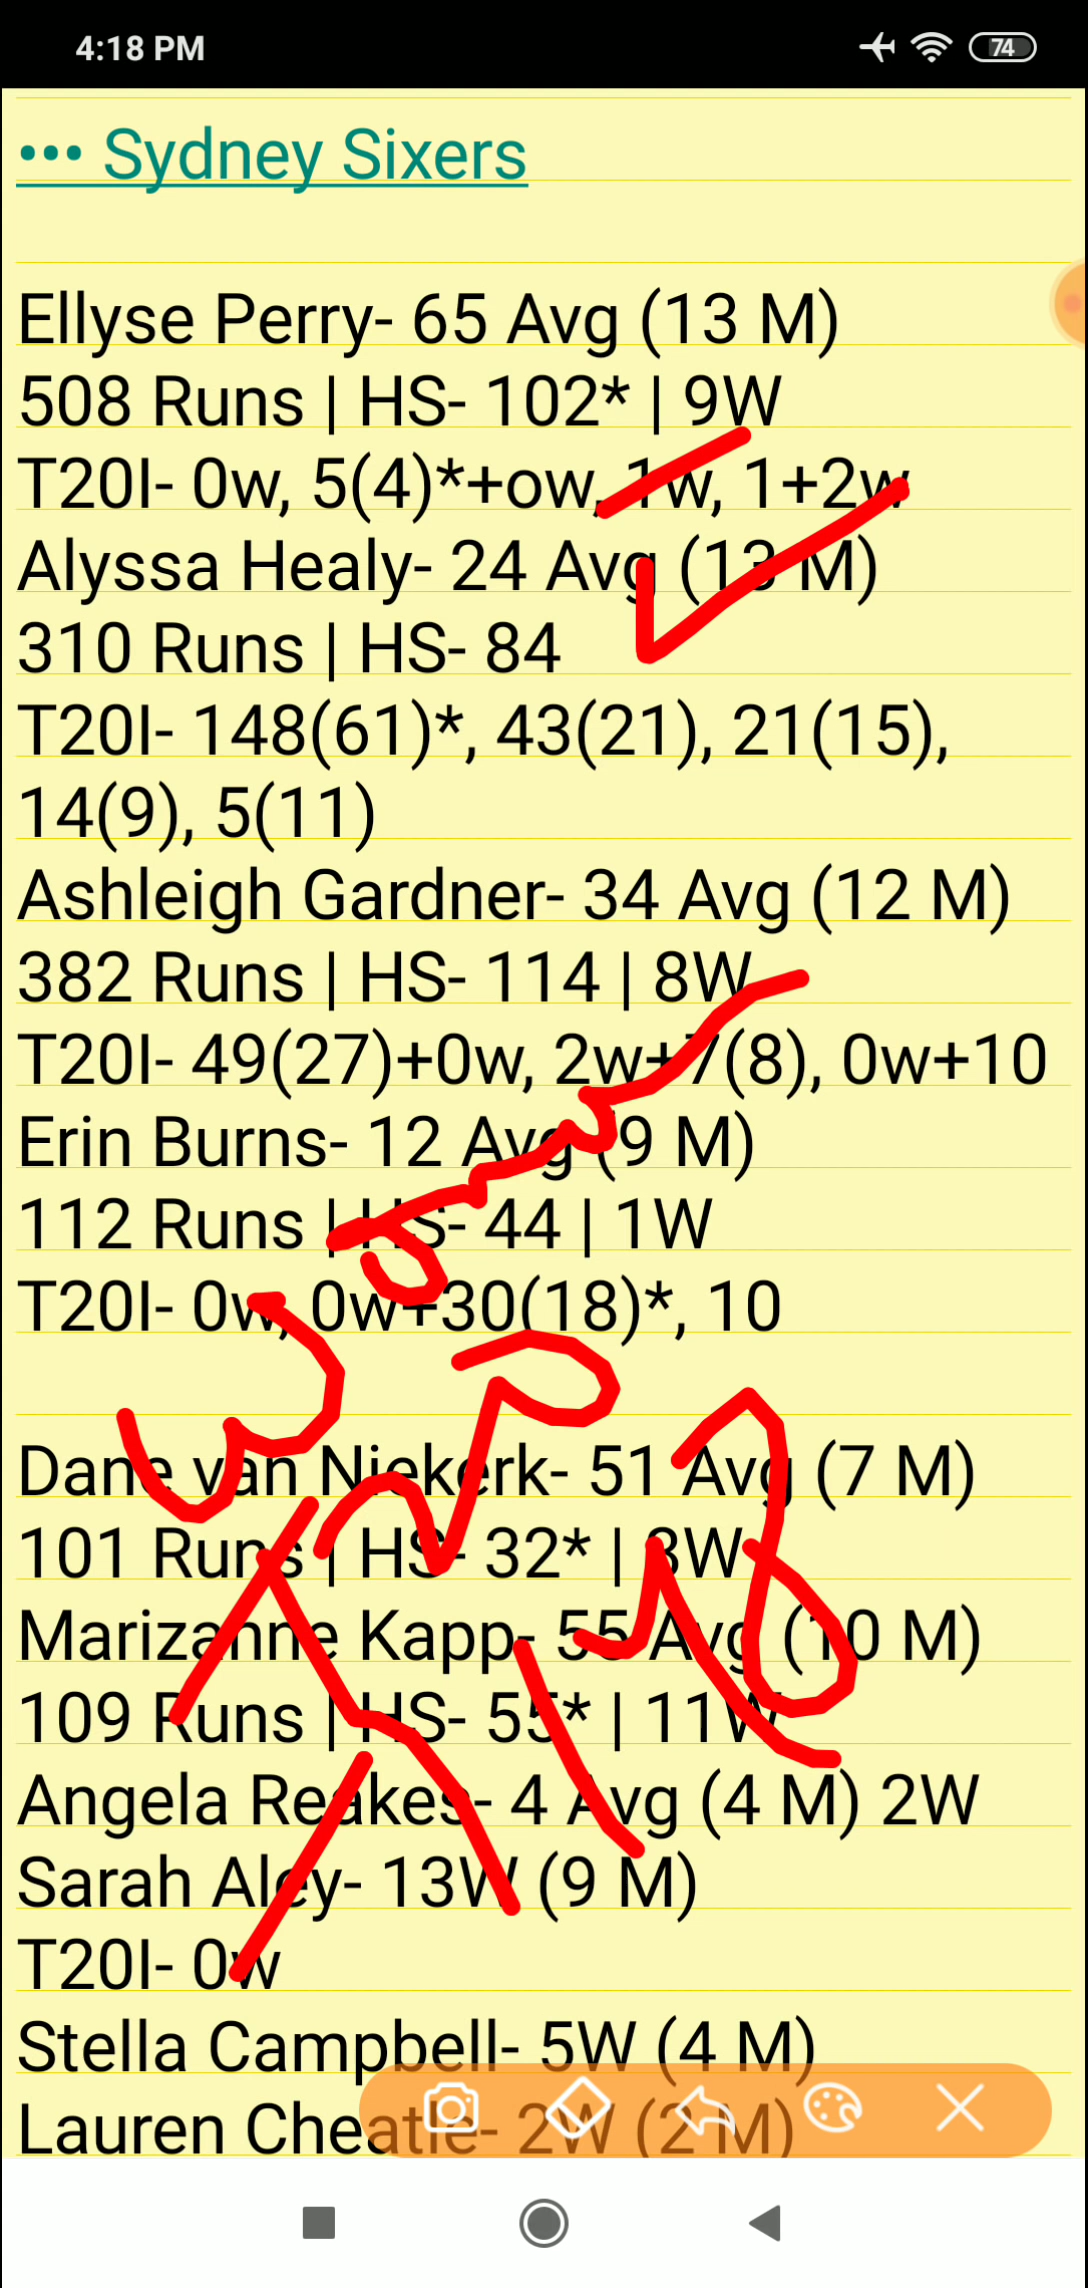 4:18 PM
74
••• Sydney Sixers
Ellyse Perry- 65 Avg (13 M)
508 Runs | HS- 102* | 9W
T20I- 0w, 5(4)*+ow, 1w, 1+2w
Alyssa Healy- 24 Avg (13 M)
310 Runs | HS- 84
T20I- 148(61)*, 43(21), 21(15),
14(9), 5(11)
Ashleigh Gardner- 34 Avg (12 M)
382 Runs | HS- 114 | 8W
T20I- 49(27)+0w, 2w+7(8), 0w+10
Erin Burns- 12 Avg (9 M)
112 Runs | HS- 44 | 1W
T20I- 0w, 0w+30(18)*, 10
Dane van Niekerk- 51 Avg (7 M)
101 Runs | HS- 32* | 8W
Marizanne Kapp- 55 Avg (10 M)
109 Runs | HS- 55* | 11W
Angela Reakes- 4 Avg (4 M) 2W
Sarah Aley- 13W (9 M)
T20I- 0w
Stella Campbell- 5W (4 M)
Lauren Cheatle- 2W (2 M)